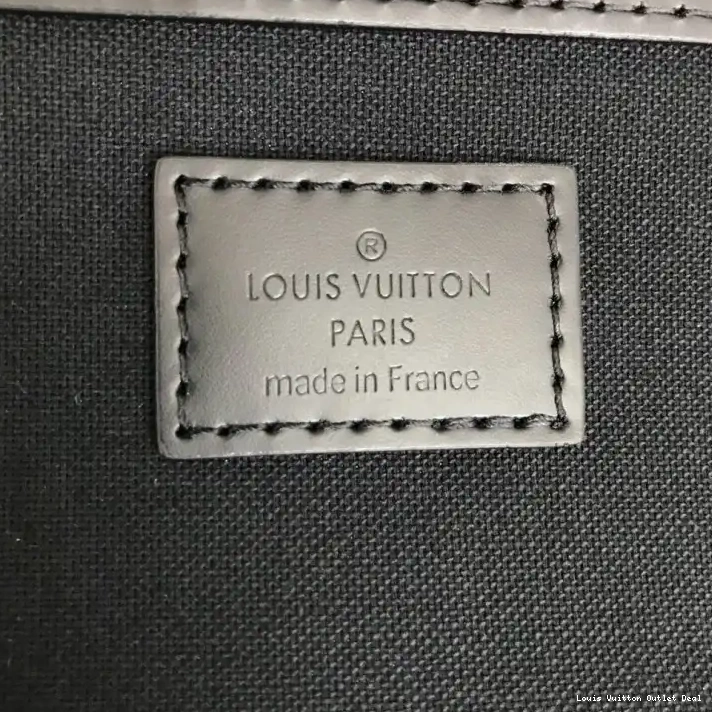 ®
LOUIS VUITTON
PARIS
made in France
Louis Vuitton Outlet Deal